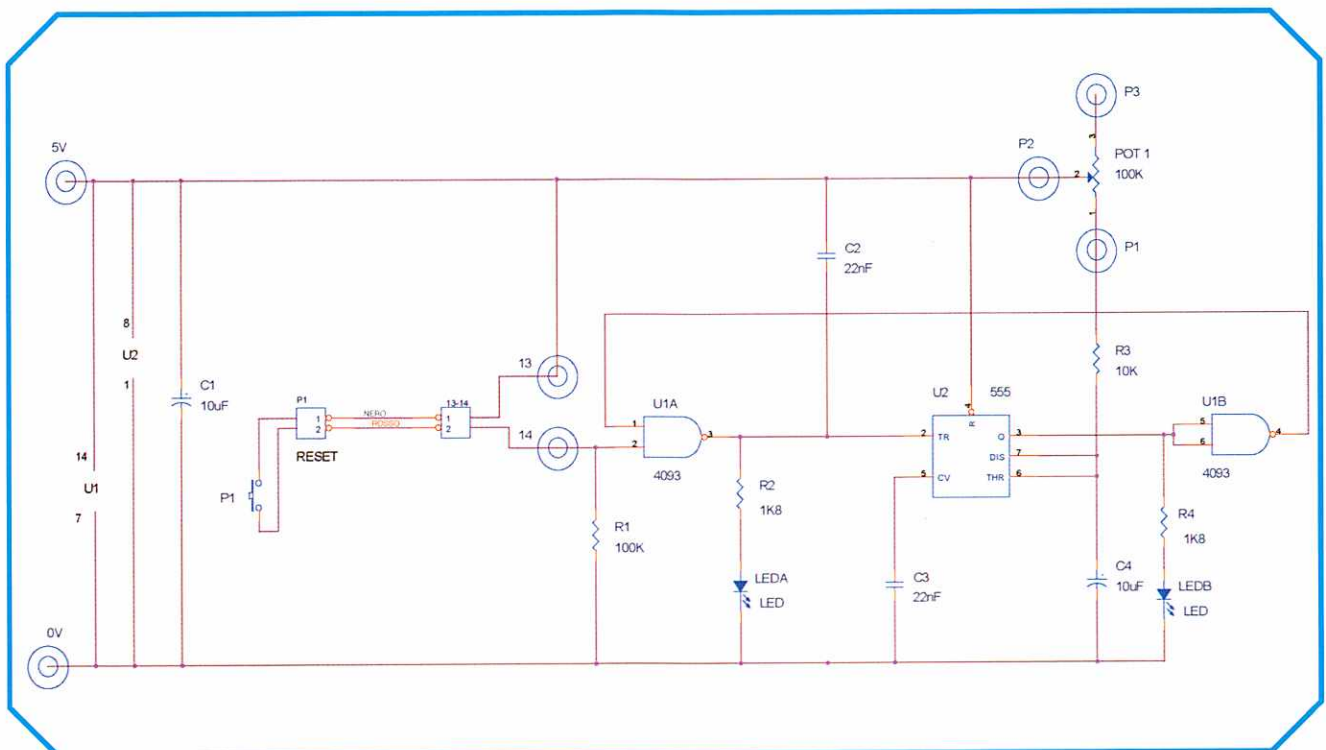 P3
5V
P2
3
POT 1
100K
2
1
P1
C2
22nF
8
U2
1
C1
10uF
13
R3
10K
P1
1
2
NERO
ROSSO
13-14
1
2
RESET
14
U1A
1
2
3
4093
U2
555
4
R
2
TR
Q
3
DIS
7
5
CV
THR
6
U1B
5
6
4
4093
14
U1
7
P1
R1
100K
R2
1K8
R4
1K8
LEDA
LED
C3
22nF
C4
10uF
LEDB
LED
0V